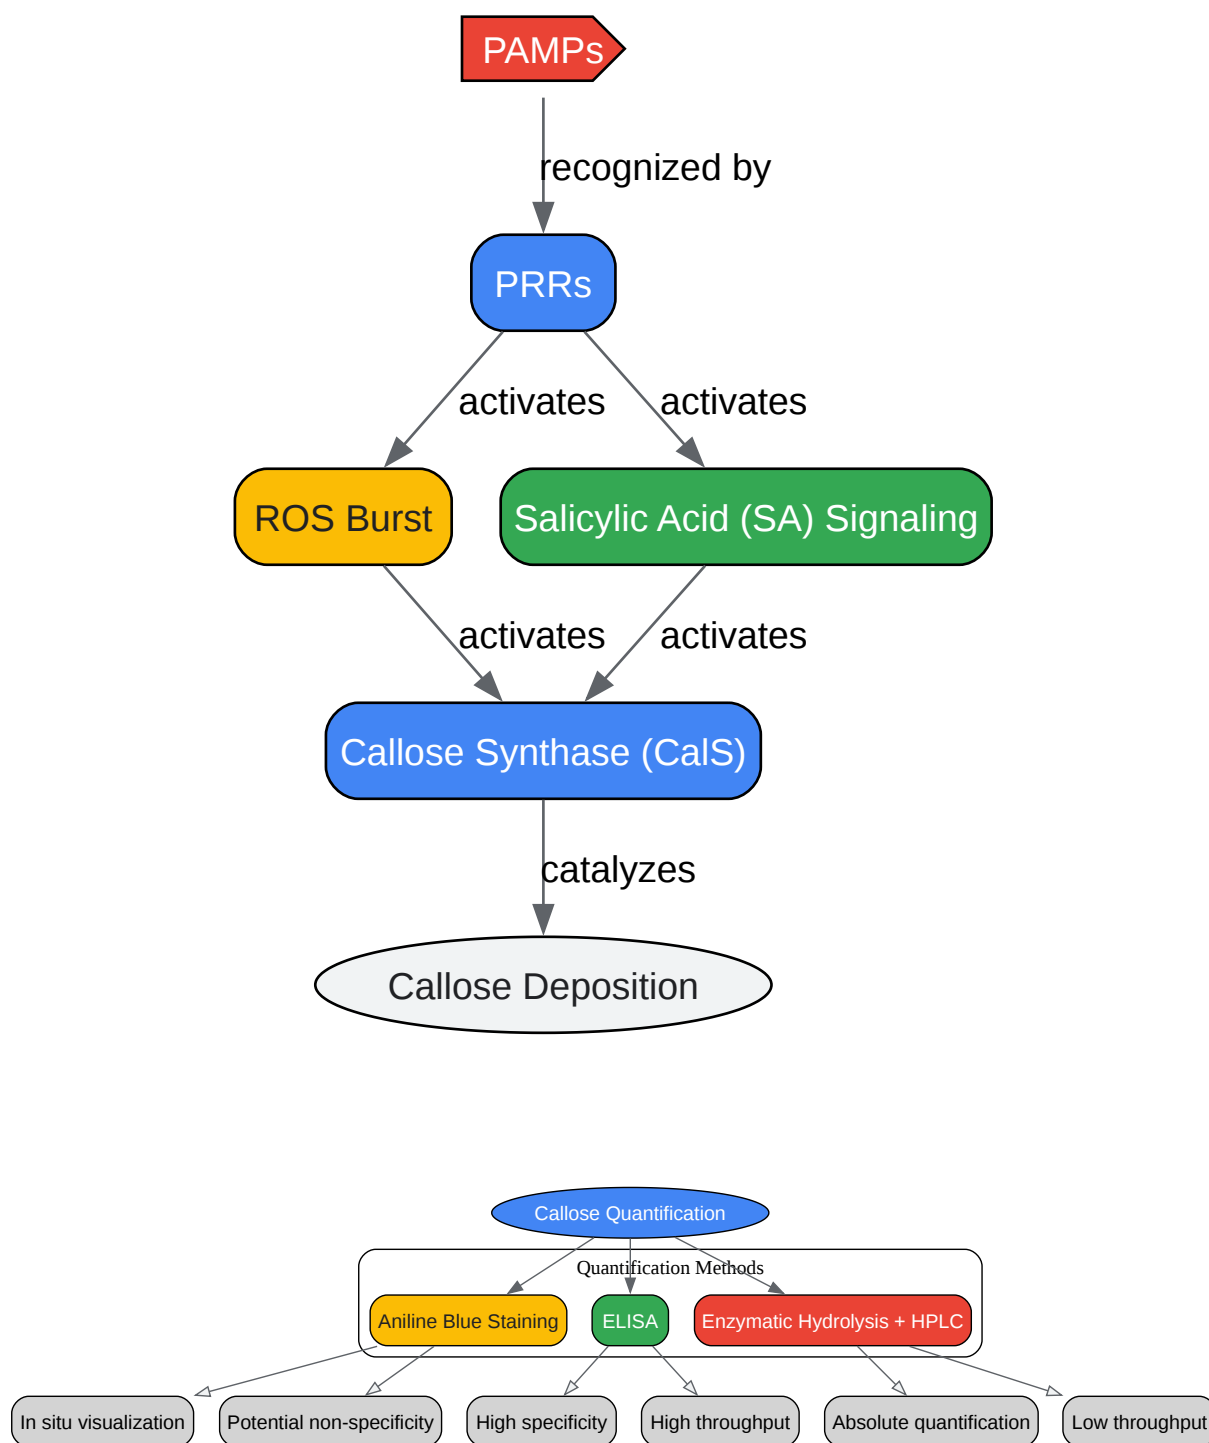 PAMPs
recognized by
PRRs
activates
activates
ROS Burst
Salicylic Acid (SA) Signaling
activates
activates
Callose Synthase (CalS)
catalyzes
Callose Deposition
Callose Quantification
Quantification Methods
Aniline Blue Staining
ELISA
Enzymatic Hydrolysis + HPLC
In situ visualization
Potential non-specificity
High specificity
High throughput
Absolute quantification
Low throughput